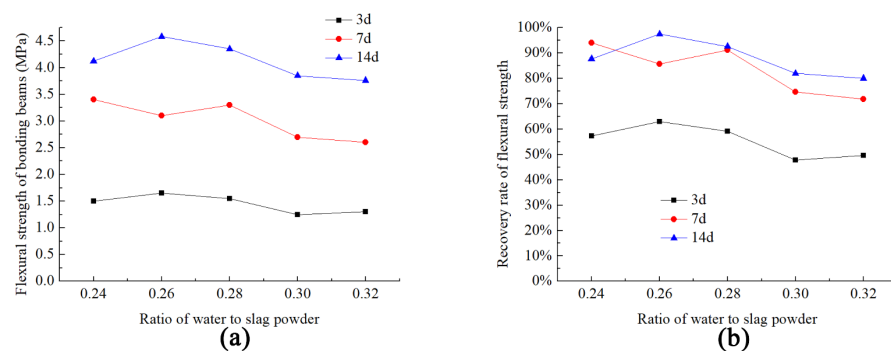 3d
7d
14d
4.5
4.0
3.5
3.0
2.5
2.0
1.5
1.0
0.5
0.0
Flexural strength of bonding beams (MPa)
0.24 0.26 0.28 0.30 0.32
Ratio of water to slag powder
(a)
100%
90%
80%
70%
60%
50%
40%
30%
20%
10%
0%
Recovery rate of flexural strength
3d
7d
14d
0.24 0.26 0.28 0.30 0.32
Ratio of water to slag powder
(b)